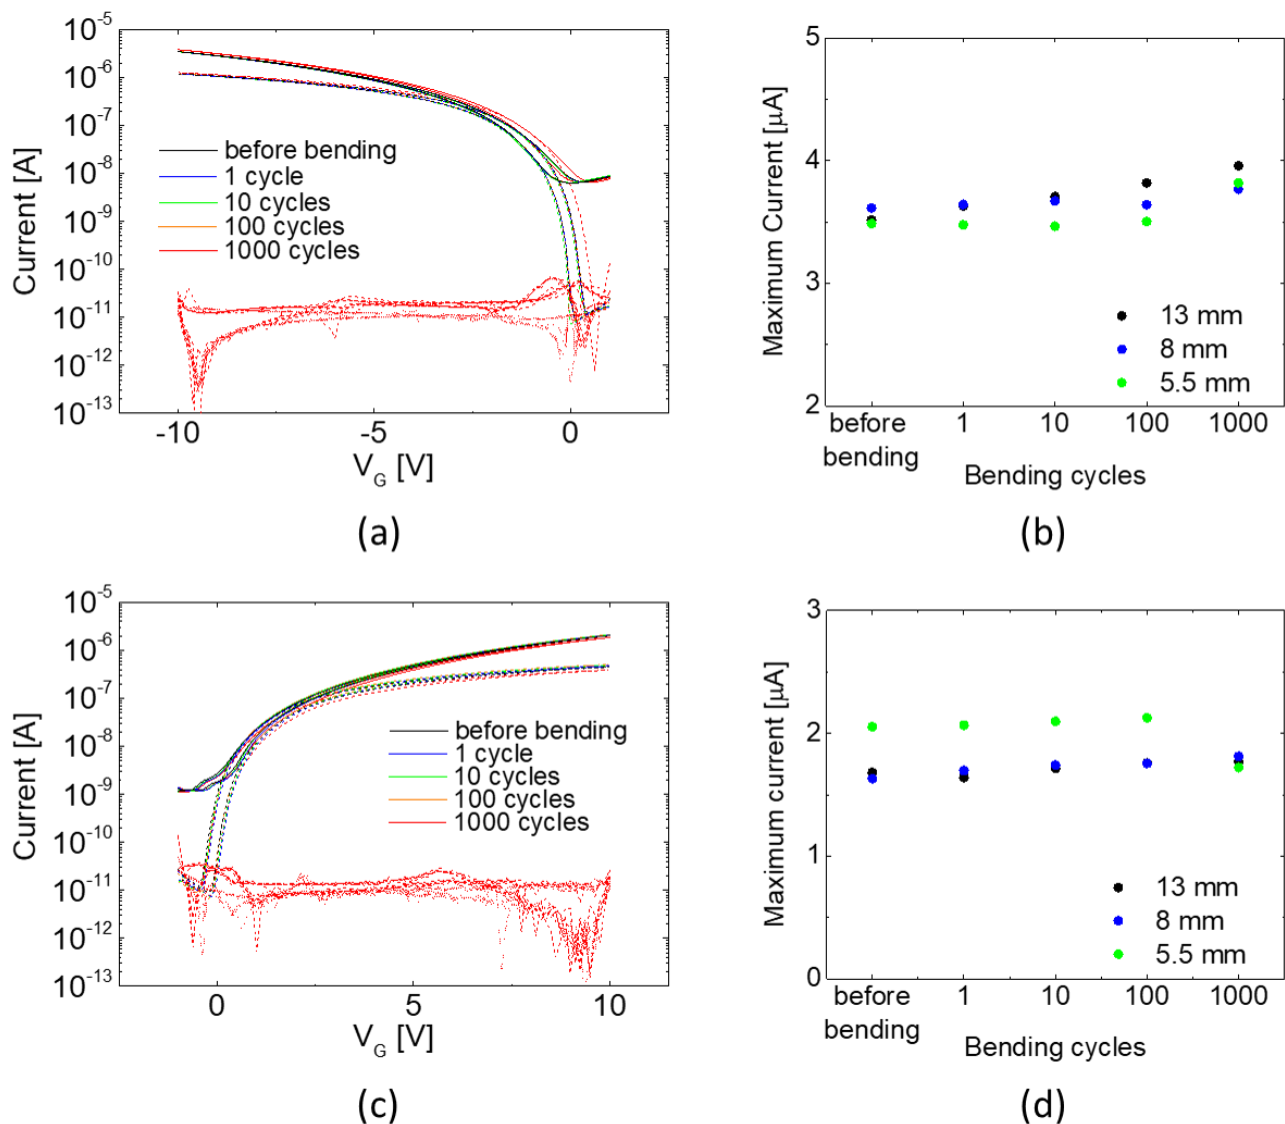 10^-5
10^-6
10^-7
10^-8
10^-9
10^-10
10^-11
10^-12
10^-13
Current [A]
before bending
1 cycle
10 cycles
100 cycles
1000 cycles
-10
-5
0
V_G [V]
(a)
5
4
3
2
Maximum Current [μA]
13 mm
8 mm
5.5 mm
before bending
1
10
100
1000
Bending cycles
(b)
10^-5
10^-6
10^-7
10^-8
10^-9
10^-10
10^-11
10^-12
10^-13
Current [A]
before bending
1 cycle
10 cycles
100 cycles
1000 cycles
0
5
10
V_G [V]
(c)
3
2
1
0
Maximum current [μA]
13 mm
8 mm
5.5 mm
before bending
1
10
100
1000
Bending cycles
(d)